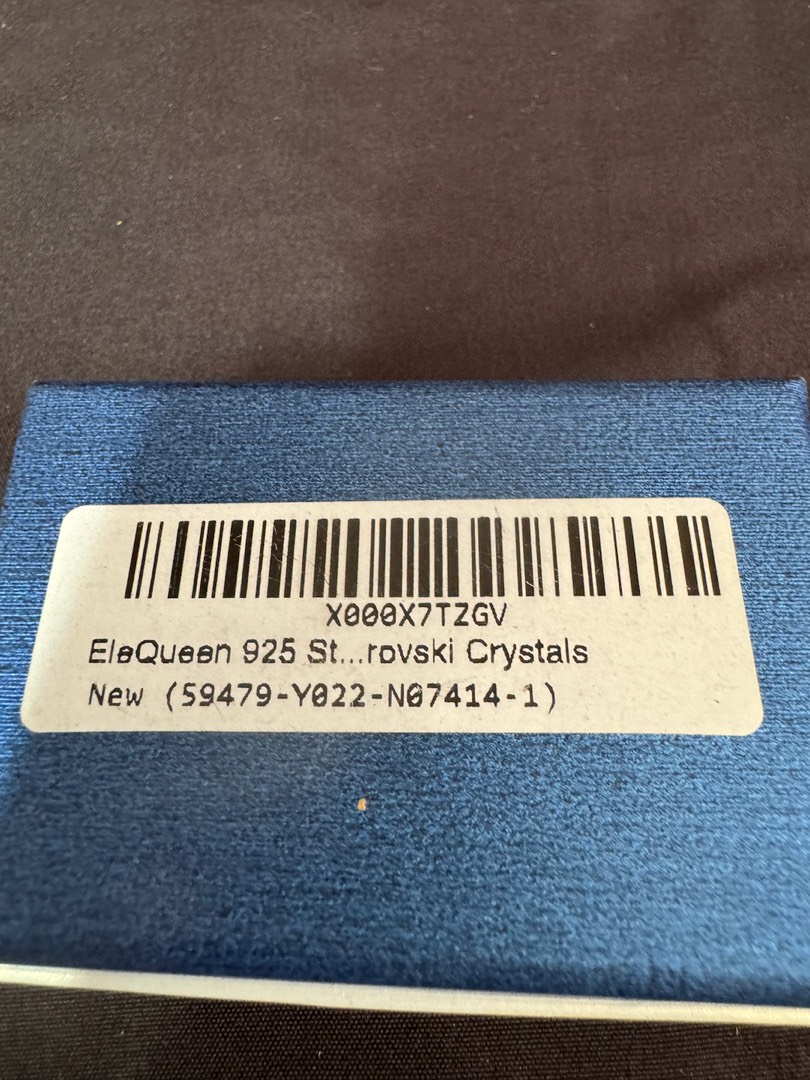 X000X7TZGV
EleQueen 925 St...rovski Crystals
New (59479-Y022-N07414-1)